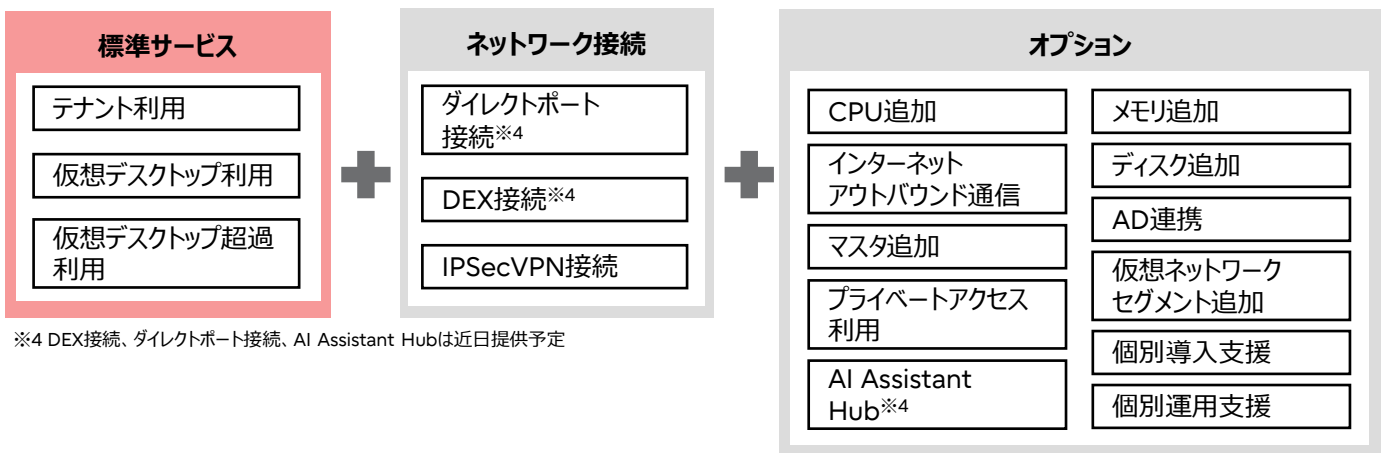 標準サービス
テナント利用
仮想デスクトップ利用
仮想デスクトップ超過
利用
ネットワーク接続
ダイレクトポート
接続※4
DEX接続※4
IPSecVPN接続
オプション
CPU追加
インターネット
アウトバウンド通信
マスタ追加
プライベートアクセス
利用
AI Assistant
Hub※4
メモリ追加
ディスク追加
AD連携
仮想ネットワーク
セグメント追加
個別導入支援
個別運用支援
※4 DEX接続、ダイレクトポート接続、AI Assistant Hubは近日提供予定